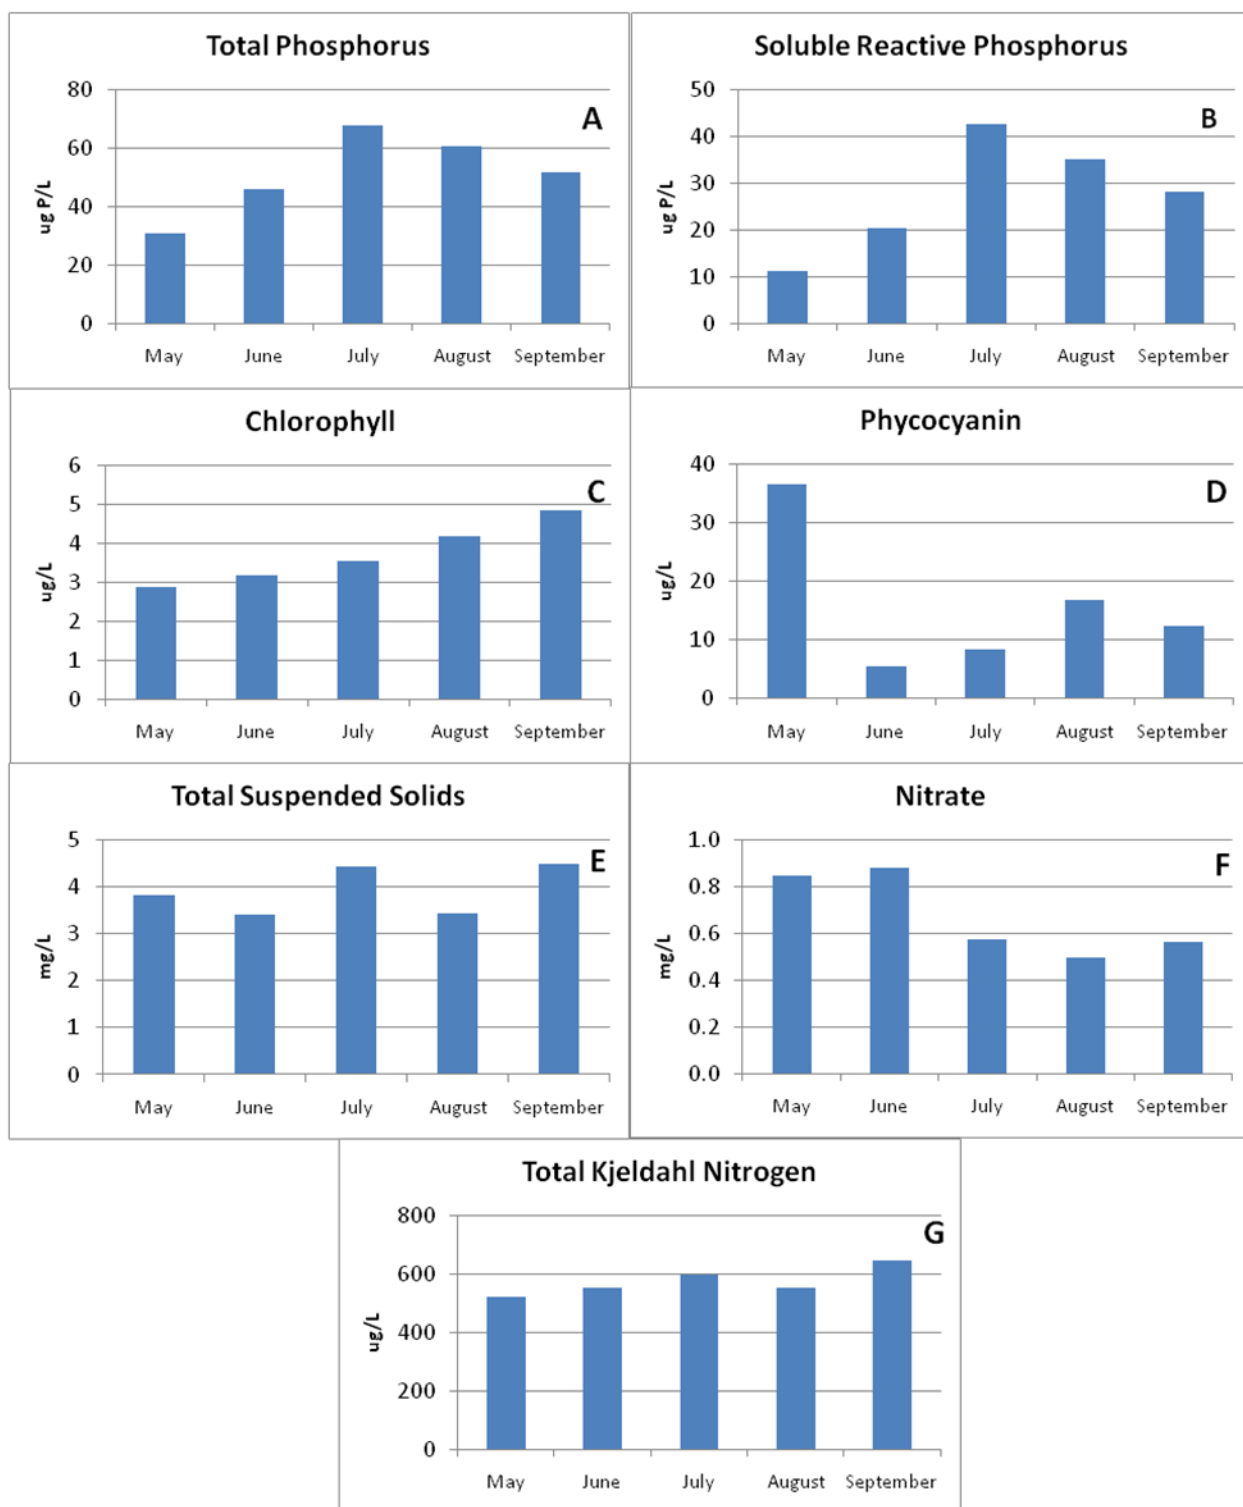 Total Phosphorus
A
80
60
40
20
0
ug P/L
May June July August September
Soluble Reactive Phosphorus
B
50
40
30
20
10
0
ug P/L
May June July August September
Chlorophyll
C
6
5
4
3
2
1
0
ug/L
May June July August September
Phycocyanin
D
40
30
20
10
0
ug/L
May June July August September
Total Suspended Solids
E
5
4
3
2
1
0
mg/L
May June July August September
Nitrate
F
1.0
0.8
0.6
0.4
0.2
0.0
mg/L
May June July August September
Total Kjeldahl Nitrogen
G
800
600
400
200
0
ug/L
May June July August September